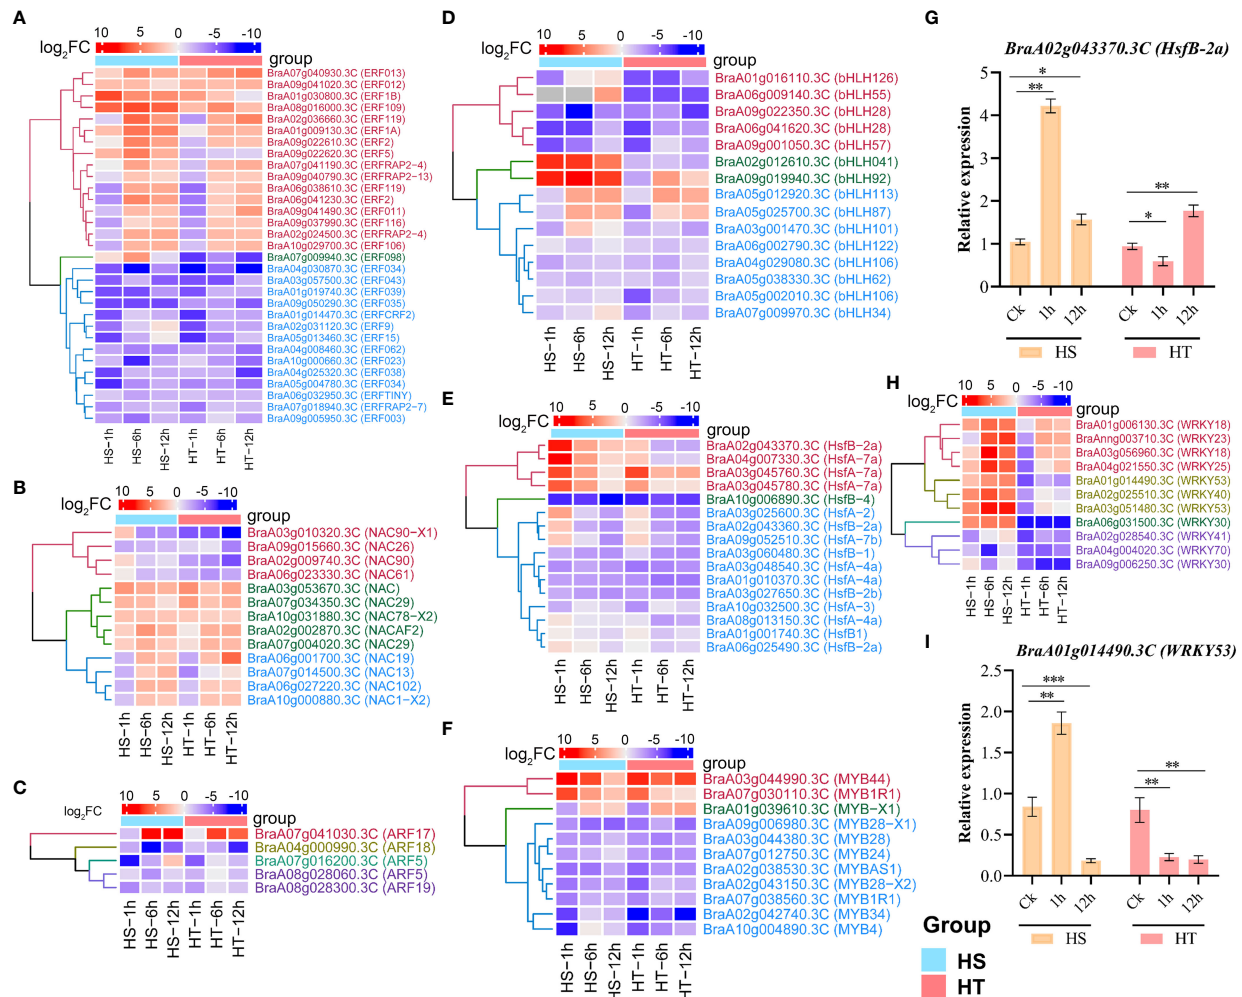 A
log2FC
10 5 0 -5 -10
group
BraA07g040930.3C (ERF013)
BraA09g041020.3C (ERF012)
BraA01g030800.3C (ERF1B)
BraA08g016000.3C (ERF109)
BraA02g036660.3C (ERF119)
BraA01g009130.3C (ERF1A)
BraA09g022610.3C (ERF2)
BraA09g022620.3C (ERF5)
BraA07g041190.3C (ERFRAP2-4)
BraA09g040790.3C (ERFRAP2-13)
BraA06g038610.3C (ERF119)
BraA06g041230.3C (ERF2)
BraA09g041490.3C (ERF011)
BraA09g037990.3C (ERF116)
BraA02g024500.3C (ERFRAP2-4)
BraA10g029700.3C (ERF106)
BraA07g009940.3C (ERF098)
BraA04g030870.3C (ERF034)
BraA03g057500.3C (ERF043)
BraA01g019740.3C (ERF039)
BraA09g050290.3C (ERF035)
BraA01g014470.3C (ERFCRF2)
BraA02g031120.3C (ERF9)
BraA05g013460.3C (ERF15)
BraA04g008460.3C (ERF062)
BraA10g000660.3C (ERF023)
BraA04g025320.3C (ERF038)
BraA05g004780.3C (ERF034)
BraA06g032950.3C (ERFTINY)
BraA07g018940.3C (ERFRAP2-7)
BraA09g005950.3C (ERF003)
HS-1h HS-6h HS-12h HT-1h HT-6h HT-12h
B
log2FC
10 5 0 -5 -10
group
BraA03g010320.3C (NAC90-X1)
BraA09g015660.3C (NAC26)
BraA02g009740.3C (NAC90)
BraA06g023330.3C (NAC61)
BraA03g053670.3C (NAC)
BraA07g034350.3C (NAC29)
BraA10g031880.3C (NAC78-X2)
BraA02g002870.3C (NACAF2)
BraA07g004020.3C (NAC29)
BraA06g001700.3C (NAC19)
BraA07g014500.3C (NAC13)
BraA06g027220.3C (NAC102)
BraA10g000880.3C (NAC1-X2)
HS-1h HS-6h HS-12h HT-1h HT-6h HT-12h
C
log2FC
10 5 0 -5 -10
group
BraA07g041030.3C (ARF17)
BraA04g000990.3C (ARF18)
BraA07g016200.3C (ARF5)
BraA08g028060.3C (ARF5)
BraA08g028300.3C (ARF19)
HS-1h HS-6h HS-12h HT-1h HT-6h HT-12h
D
log2FC
10 5 0 -5 -10
group
BraA01g016110.3C (bHLH126)
BraA06g009140.3C (bHLH55)
BraA09g022350.3C (bHLH28)
BraA06g041620.3C (bHLH28)
BraA09g001050.3C (bHLH57)
BraA02g012610.3C (bHLH041)
BraA09g019940.3C (bHLH92)
BraA05g012920.3C (bHLH113)
BraA05g025700.3C (bHLH87)
BraA03g001470.3C (bHLH101)
BraA06g002790.3C (bHLH122)
BraA04g029080.3C (bHLH106)
BraA05g038330.3C (bHLH62)
BraA05g002010.3C (bHLH106)
BraA07g009970.3C (bHLH34)
HS-1h HS-6h HS-12h HT-1h HT-6h HT-12h
E
log2FC
10 5 0 -5 -10
group
BraA02g043370.3C (HsfB-2a)
BraA04g007330.3C (HsfA-7a)
BraA03g045760.3C (HsfA-7a)
BraA03g045780.3C (HsfA-7a)
BraA10g006890.3C (HsfB-4)
BraA03g025600.3C (HsfA-2)
BraA02g043360.3C (HsfB-2a)
BraA09g052510.3C (HsfA-7b)
BraA03g060480.3C (HsfB-1)
BraA03g048540.3C (HsfA-4a)
BraA01g010370.3C (HsfA-4a)
BraA03g027650.3C (HsfB-2b)
BraA10g032500.3C (HsfA-3)
BraA08g013150.3C (HsfA-4a)
BraA01g001740.3C (HsfB1)
BraA06g025490.3C (HsfB-2a)
HS-1h HS-6h HS-12h HT-1h HT-6h HT-12h
F
log2FC
10 5 0 -5 -10
group
BraA03g044990.3C (MYB44)
BraA07g030110.3C (MYB1R1)
BraA01g039610.3C (MYB-X1)
BraA09g006980.3C (MYB28-X1)
BraA03g044380.3C (MYB28)
BraA07g012750.3C (MYB24)
BraA02g038530.3C (MYBAS1)
BraA02g043150.3C (MYB28-X2)
BraA07g038560.3C (MYB1R1)
BraA02g042740.3C (MYB34)
BraA10g004890.3C (MYB4)
HS-1h HS-6h HS-12h HT-1h HT-6h HT-12h
G
BraA02g043370.3C (HsfB-2a)
Relative expression
5
4
3
2
1
0
*
**
**
*
Ck 1h 12h Ck 1h 12h
HS HT
H
log2FC
10 5 0 -5 -10
group
BraA01g006130.3C (WRKY18)
BraAnng003710.3C (WRKY23)
BraA03g056960.3C (WRKY18)
BraA04g021550.3C (WRKY25)
BraA01g014490.3C (WRKY53)
BraA02g025510.3C (WRKY40)
BraA03g051480.3C (WRKY53)
BraA06g031500.3C (WRKY30)
BraA02g028540.3C (WRKY41)
BraA04g004020.3C (WRKY70)
BraA09g006250.3C (WRKY30)
HS-1h HS-6h HS-12h HT-1h HT-6h HT-12h
I
BraA01g014490.3C (WRKY53)
Relative expression
2.5
2.0
1.5
1.0
0.5
0.0
***
**
**
**
Ck 1h 12h Ck 1h 12h
HS HT
Group
HS
HT